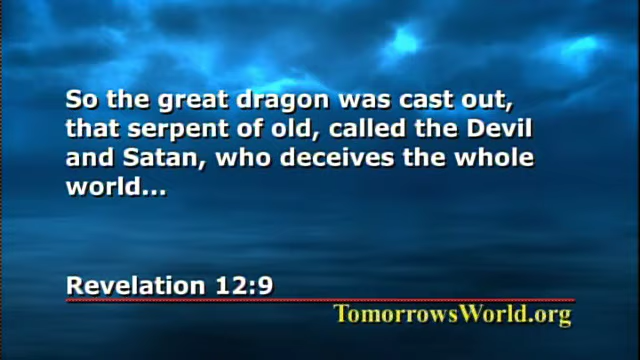 So the great dragon was cast out,
that serpent of old, called the Devil
and Satan, who deceives the whole
world...
Revelation 12:9
TomorrowsWorld.org